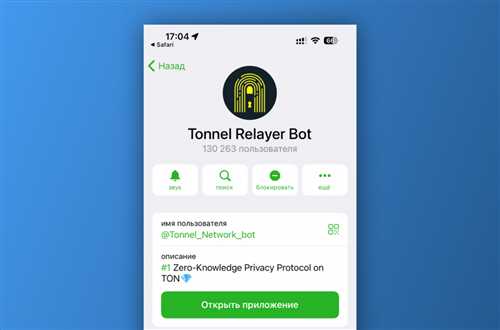 17:04
66
Safari
Назад
Tonnel Relayer Bot
130 263 пользователя
звук
поиск
блокировать
ещё
имя пользователя
@Tonnel_Network_bot
описание
#1 Zero-Knowledge Privacy Protocol on
TON💎
Открыть приложение